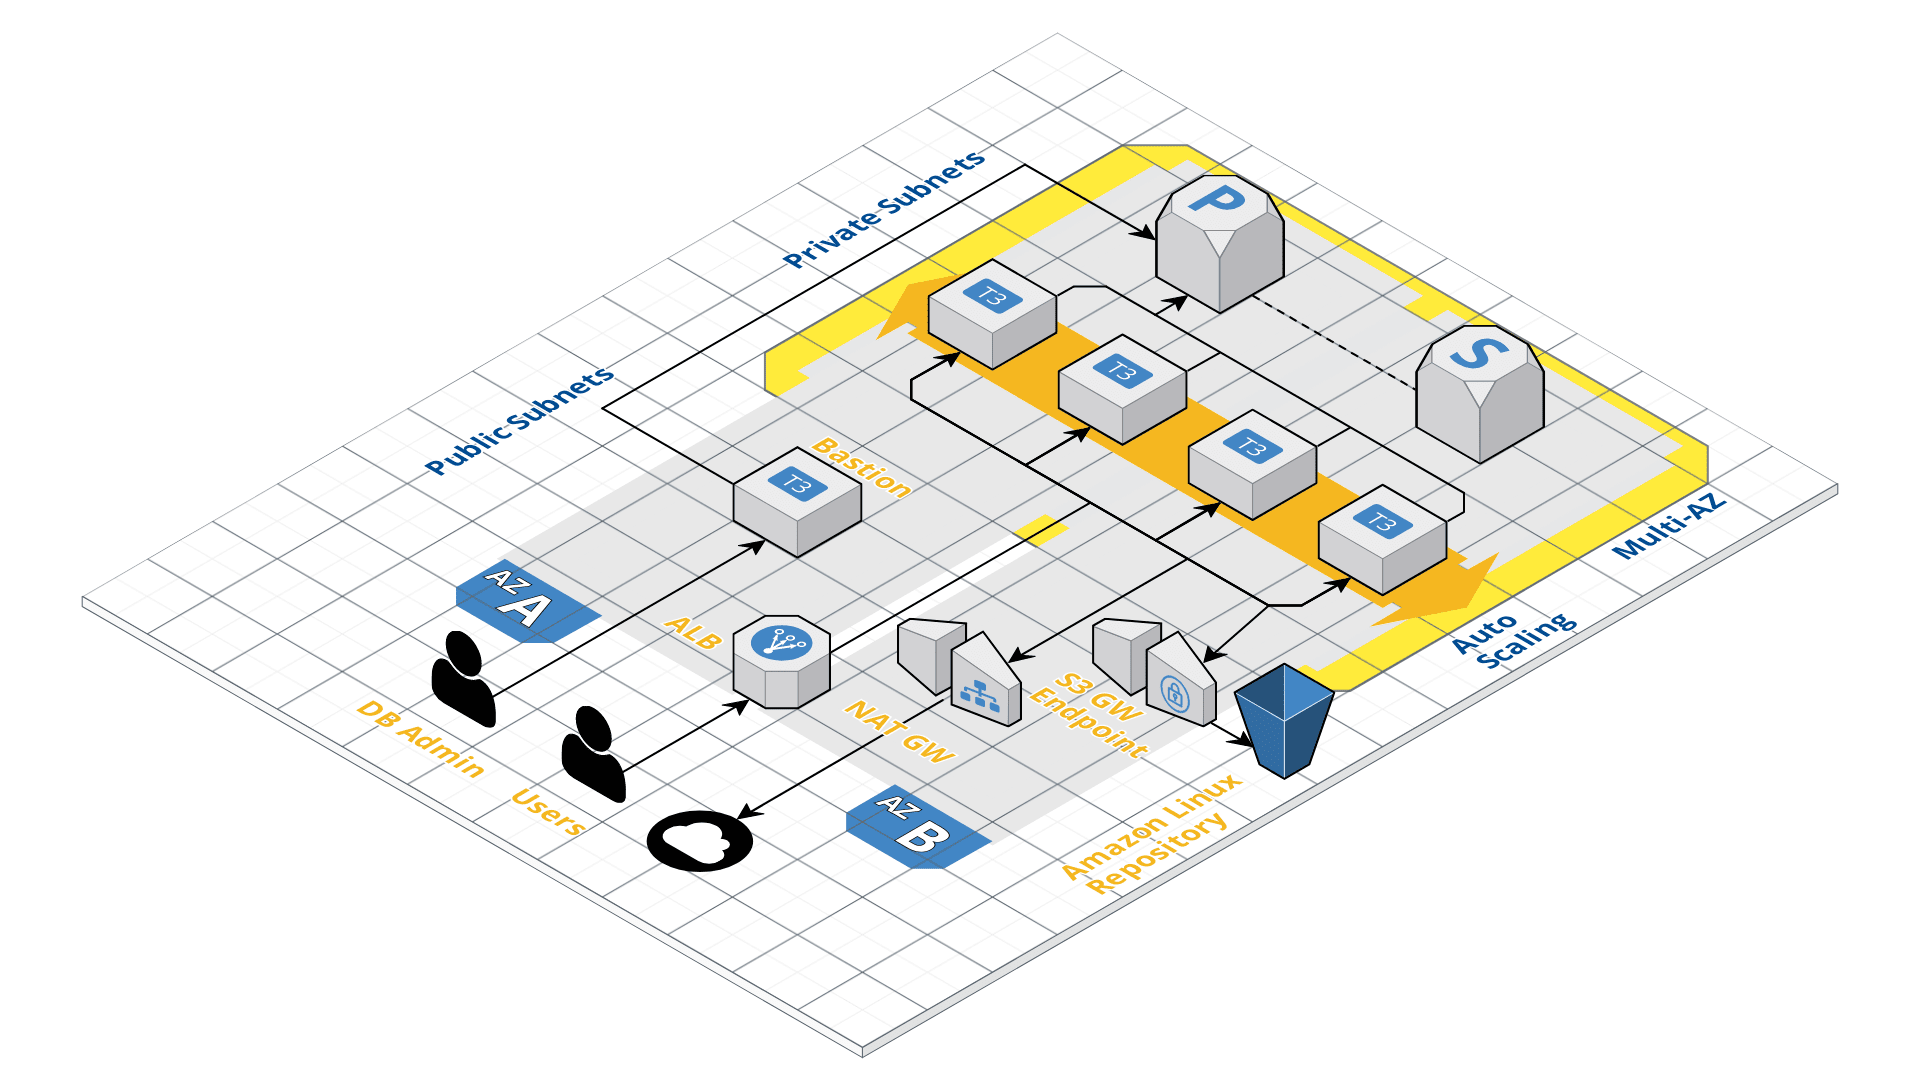 Private Subnets
P
T3
S
T3
Public Subnets
Bastion
T3
T3
T3
Multi-AZ
AZ
A
ALB
Auto
Scaling
DB Admin
NAT GW
S3 GW
Endpoint
Users
AZ
B
Amazon Linux
Repository